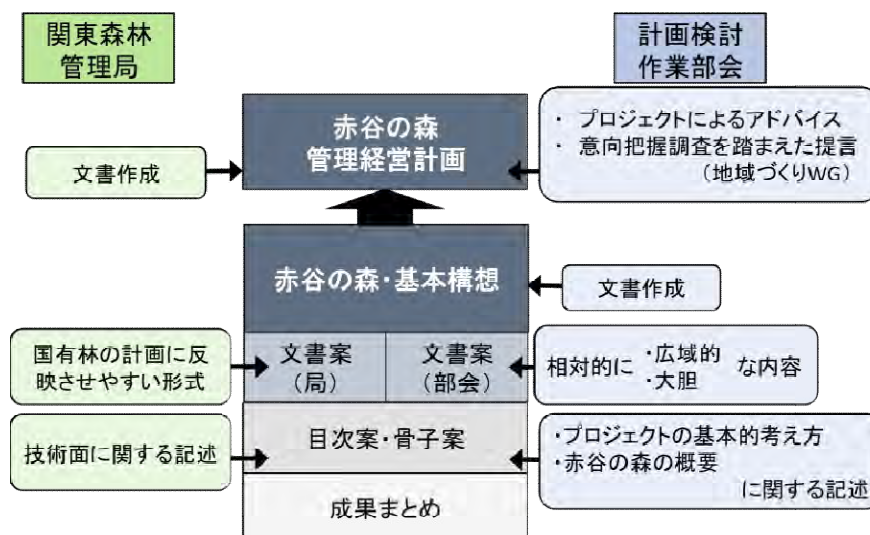 関東森林
管理局
計画検討
作業部会
赤谷の森
管理経営計画
文書作成
・ プロジェクトによるアドバイス
・ 意向把握調査を踏まえた提言
（地域づくりWG）
赤谷の森・基本構想
文書作成
国有林の計画に反
映させやすい形式
文書案
（局）
文書案
（部会）
相対的に ・広域的 な内容
・大胆
技術面に関する記述
目次案・骨子案
・プロジェクトの基本的考え方
・赤谷の森の概要
に関する記述
成果まとめ